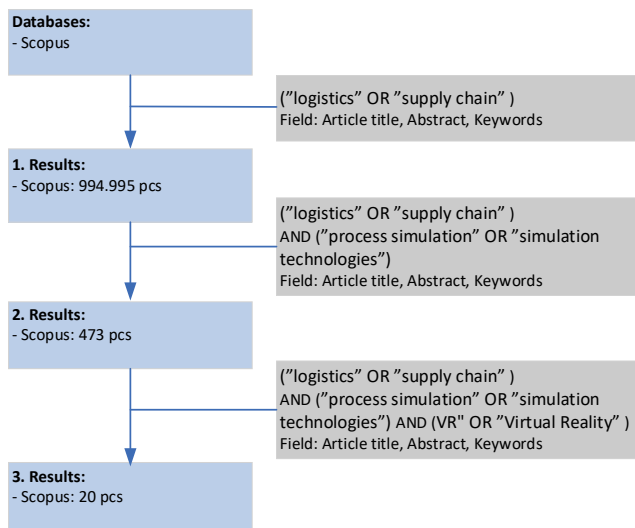 Databases:
- Scopus
(”logistics” OR ”supply chain” )
Field: Article title, Abstract, Keywords
1. Results:
- Scopus: 994.995 pcs
(”logistics” OR ”supply chain” )
AND (”process simulation” OR ”simulation
technologies”)
Field: Article title, Abstract, Keywords
2. Results:
- Scopus: 473 pcs
(”logistics” OR ”supply chain” )
AND (”process simulation” OR ”simulation
technologies”) AND (VR" OR ”Virtual Reality” )
Field: Article title, Abstract, Keywords
3. Results:
- Scopus: 20 pcs